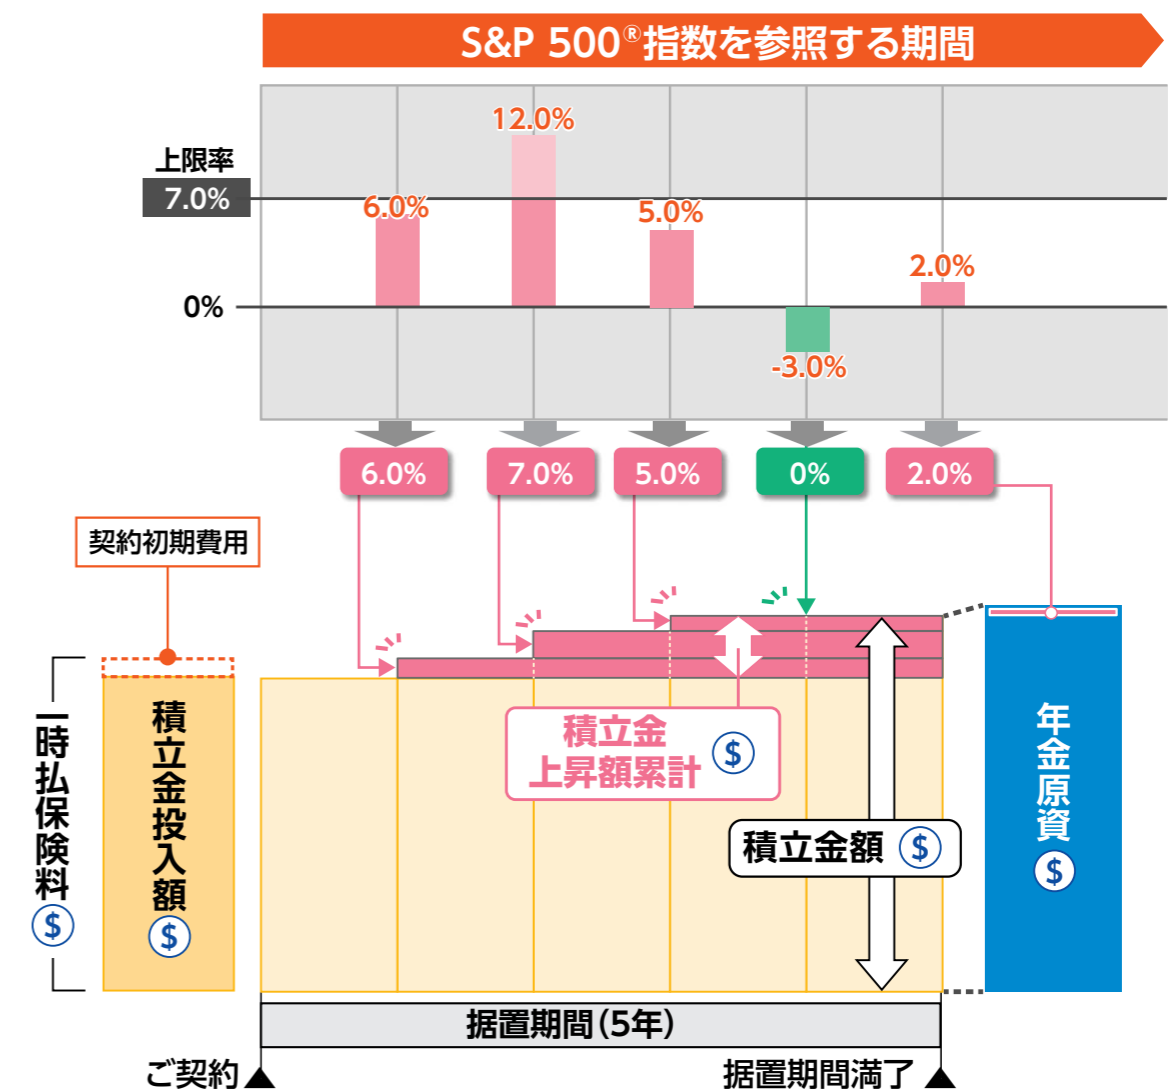 S&P 500®指数を参照する期間
12.0%
上限率
7.0%
6.0%
5.0%
2.0%
0%
-3.0%
6.0%
7.0%
5.0%
0%
2.0%
契約初期費用
一時払保険料 $
積立金投入額 $
積立金
上昇額累計 $
積立金額 $
年金原資 $
据置期間(5年)
ご契約
据置期間満了